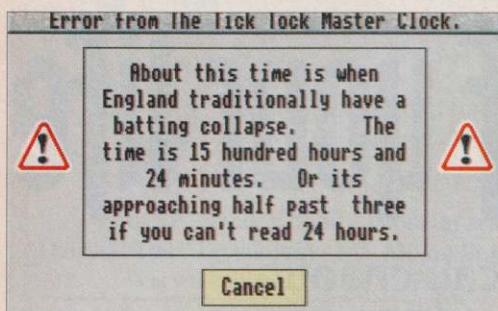 Error from The Tick Tock Master Clock.
About this time is when
England traditionally have a
batting collapse. The
time is 15 hundred hours and
24 minutes. Or its
approaching half past three
if you can't read 24 hours.
Cancel